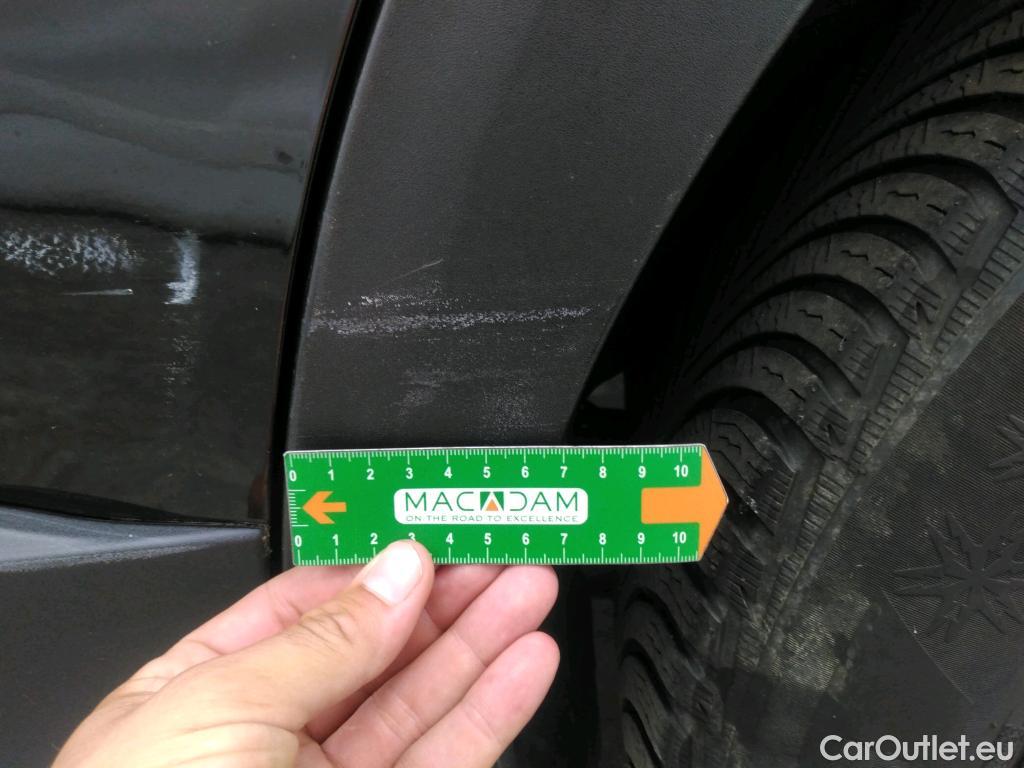 0 1 2 3 4 5 6 7 8 9 10
MACADAM
ON THE ROAD TO EXCELLENCE
0 1 2 3 4 5 6 7 8 9 10
CarOutlet.eu